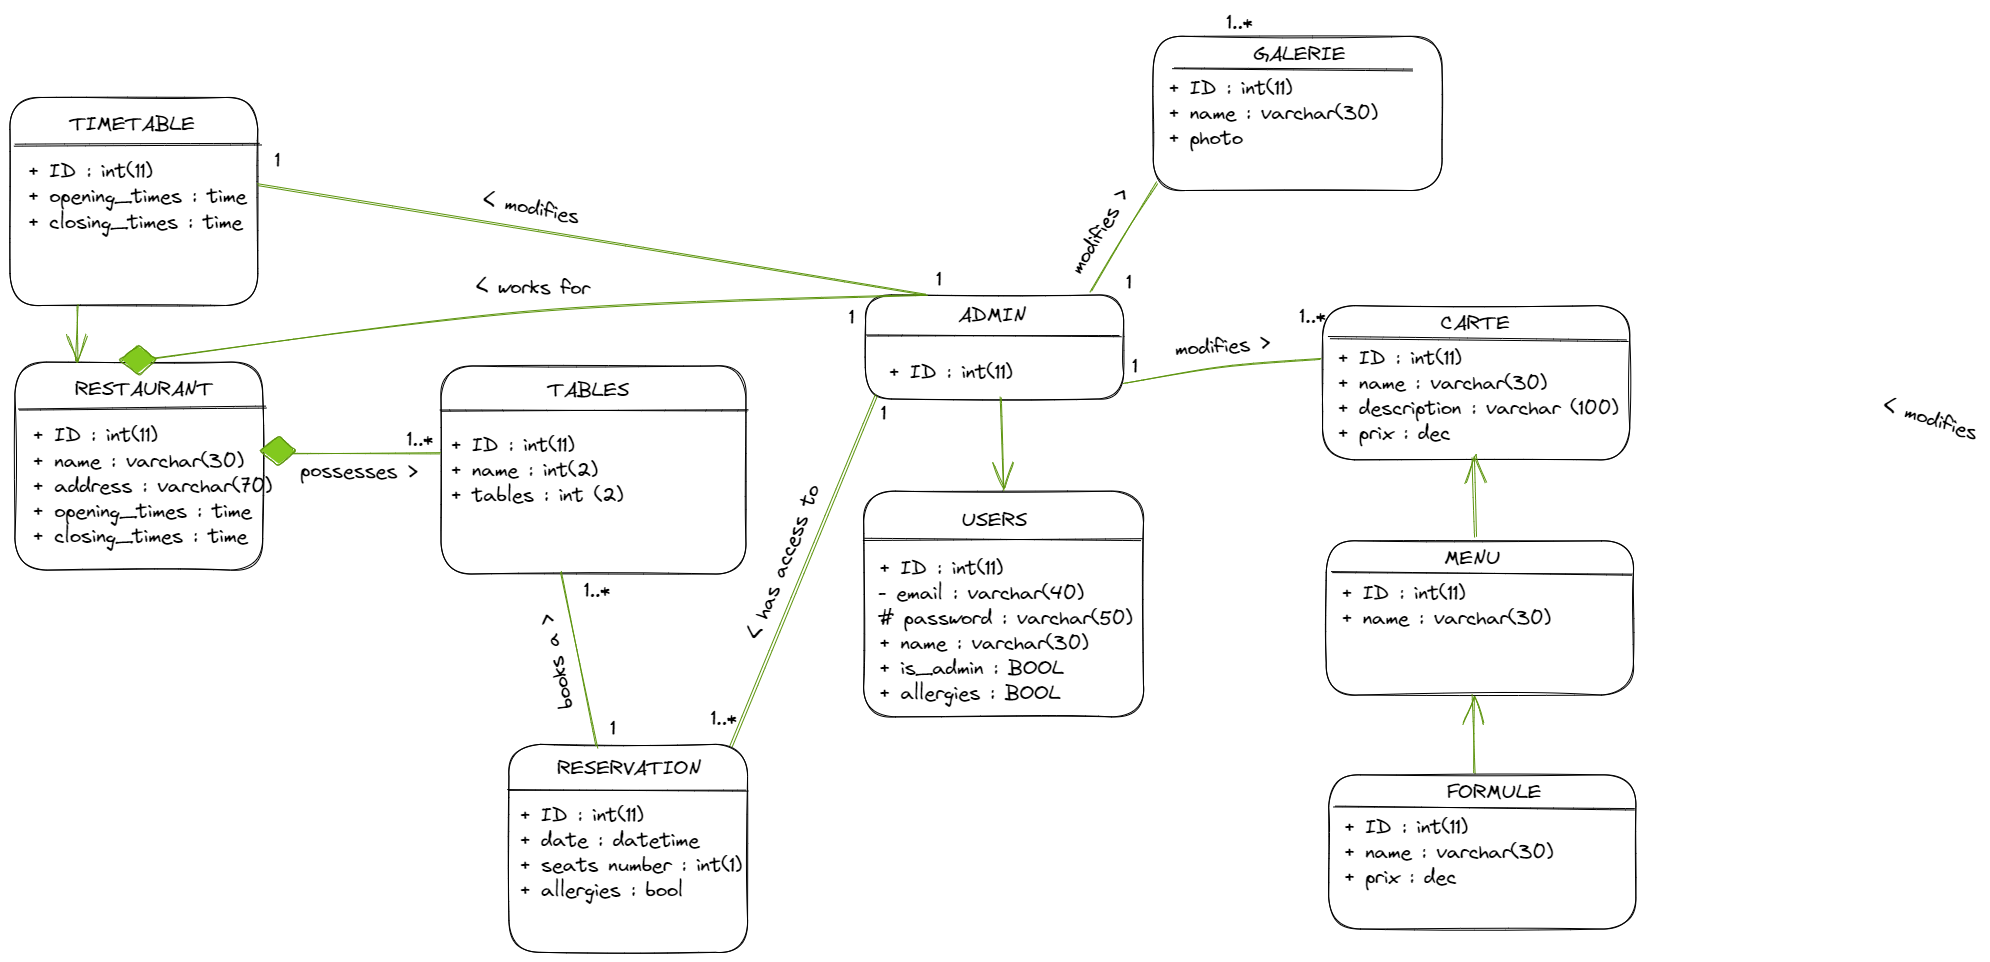 1..*
GALERIE
+ ID : int(11)
+ name : varchar(30)
+ photo
TIMETABLE
+ ID : int(11)
+ opening_times : time
+ closing_times : time
1
< modifies
modifies >
1
1
< works for
1
ADMIN
+ ID : int(11)
1
modifies >
1..*
CARTE
+ ID : int(11)
+ name : varchar(30)
+ description : varchar (100)
+ prix : dec
< modifies
RESTAURANT
+ ID : int(11)
+ name : varchar(30)
+ address : varchar(70)
+ opening_times : time
+ closing_times : time
possesses >
1..*
TABLES
+ ID : int(11)
+ name : int(2)
+ tables : int (2)
1
< has access to
1..*
1..*
books a >
1
USERS
+ ID : int(11)
- email : varchar(40)
# password : varchar(50)
+ name : varchar(30)
+ is_admin : BOOL
+ allergies : BOOL
MENU
+ ID : int(11)
+ name : varchar(30)
RESERVATION
+ ID : int(11)
+ date : datetime
+ seats number : int(1)
+ allergies : bool
FORMULE
+ ID : int(11)
+ name : varchar(30)
+ prix : dec